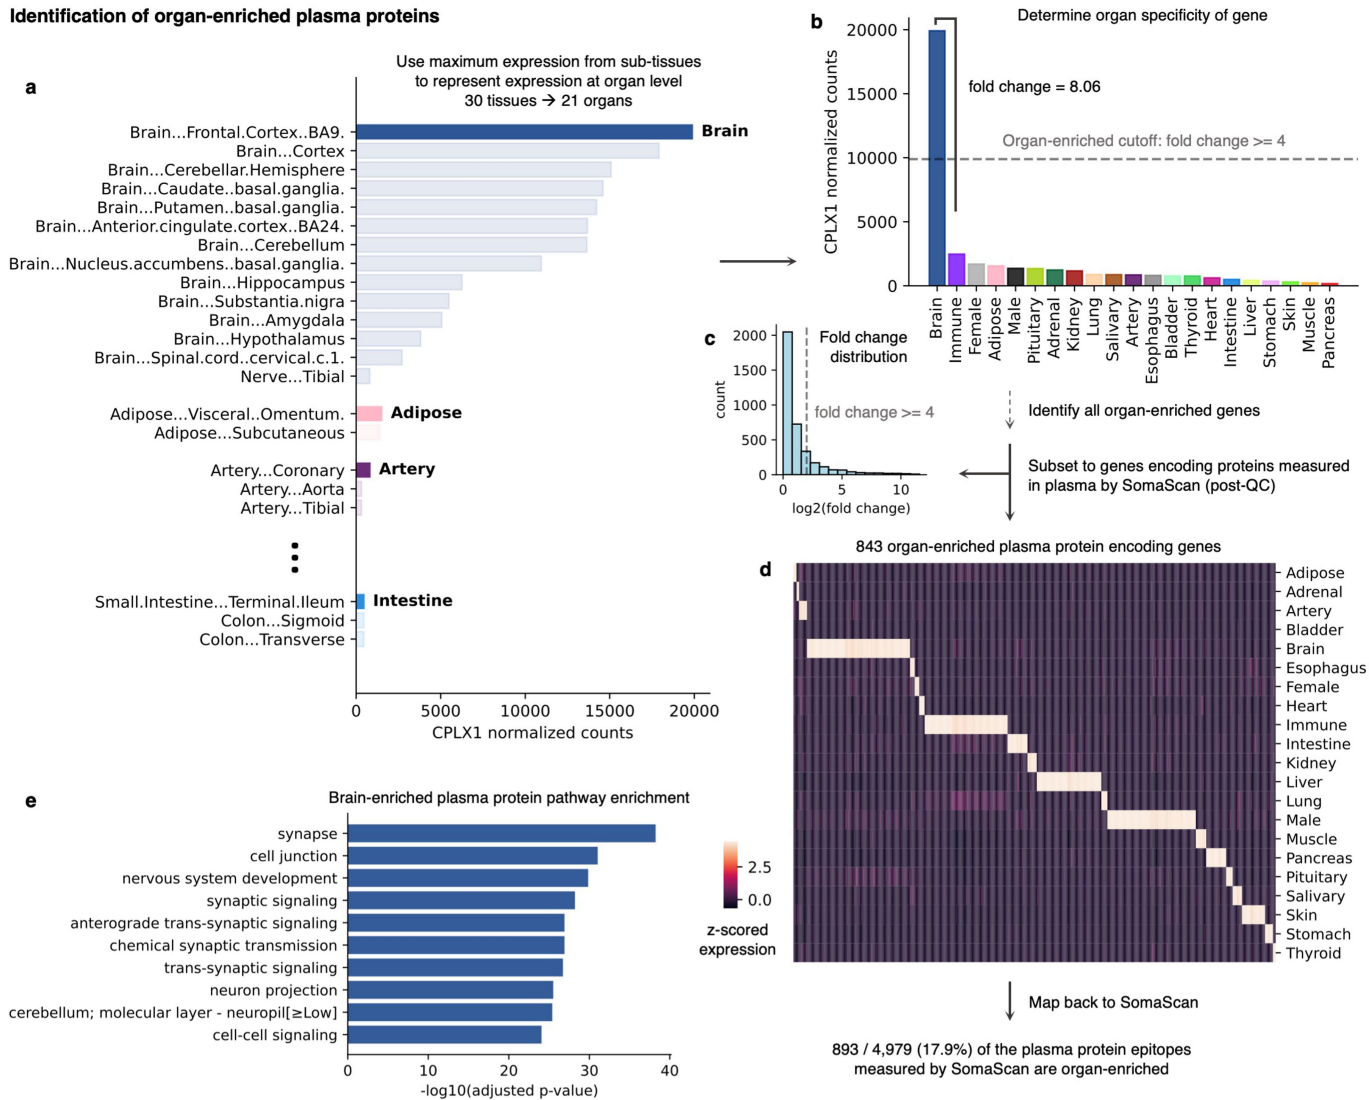 Identification of organ-enriched plasma proteins
a
Use maximum expression from sub-tissues
to represent expression at organ level
30 tissues → 21 organs
Brain...Frontal.Cortex..BA9.
Brain
Brain...Cortex
Brain...Cerebellar.Hemisphere
Brain...Caudate..basal.ganglia.
Brain...Putamen..basal.ganglia.
Brain...Anterior.cingulate.cortex..BA24.
Brain...Cerebellum
Brain...Nucleus.accumbens..basal.ganglia.
Brain...Hippocampus
Brain...Substantia.nigra
Brain...Amygdala
Brain...Hypothalamus
Brain...Spinal.cord..cervical.c.1.
Nerve...Tibial
Adipose...Visceral..Omentum.
Adipose
Adipose...Subcutaneous
Artery...Coronary
Artery
Artery...Aorta
Artery...Tibial
Small.Intestine...Terminal.Ileum
Intestine
Colon...Sigmoid
Colon...Transverse
0 5000 10000 15000 20000
CPLX1 normalized counts
b
Determine organ specificity of gene
CPLX1 normalized counts
20000
15000
10000
5000
0
fold change = 8.06
Organ-enriched cutoff: fold change >= 4
Brain
Immune
Female
Adipose
Male
Pituitary
Adrenal
Kidney
Lung
Salivary
Artery
Esophagus
Bladder
Thyroid
Heart
Intestine
Liver
Stomach
Skin
Muscle
Pancreas
c
Fold change
distribution
fold change >= 4
count
2000
1500
1000
500
0
0 5 10
log2(fold change)
Identify all organ-enriched genes
Subset to genes encoding proteins measured
in plasma by SomaScan (post-QC)
843 organ-enriched plasma protein encoding genes
d
Adipose
Adrenal
Artery
Bladder
Brain
Esophagus
Female
Heart
Immune
Intestine
Kidney
Liver
Lung
Male
Muscle
Pancreas
Pituitary
Salivary
Skin
Stomach
Thyroid
2.5
0.0
z-scored
expression
Map back to SomaScan
893 / 4,979 (17.9%) of the plasma protein epitopes
measured by SomaScan are organ-enriched
e
Brain-enriched plasma protein pathway enrichment
synapse
cell junction
nervous system development
synaptic signaling
anterograde trans-synaptic signaling
chemical synaptic transmission
trans-synaptic signaling
neuron projection
cerebellum; molecular layer - neuropil[≥Low]
cell-cell signaling
0 10 20 30 40
-log10(adjusted p-value)